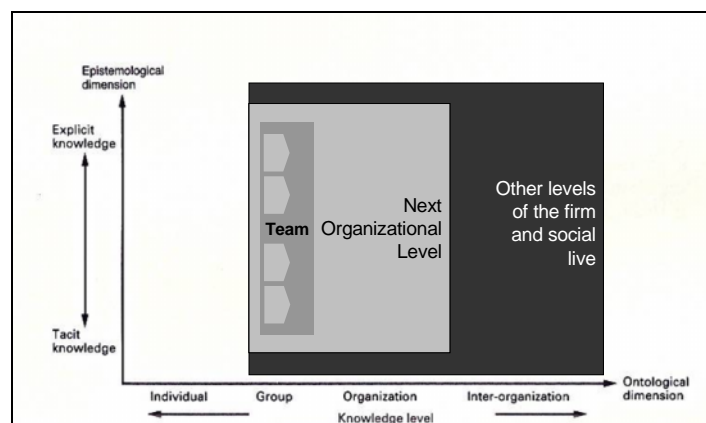 Epistemological
dimension
Explicit
knowledge
Tacit
knowledge
Team
Next
Organizational
Level
Other levels
of the firm
and social
live
Individual
Group
Organization
Inter-organization
Ontological
dimension
Knowledge level